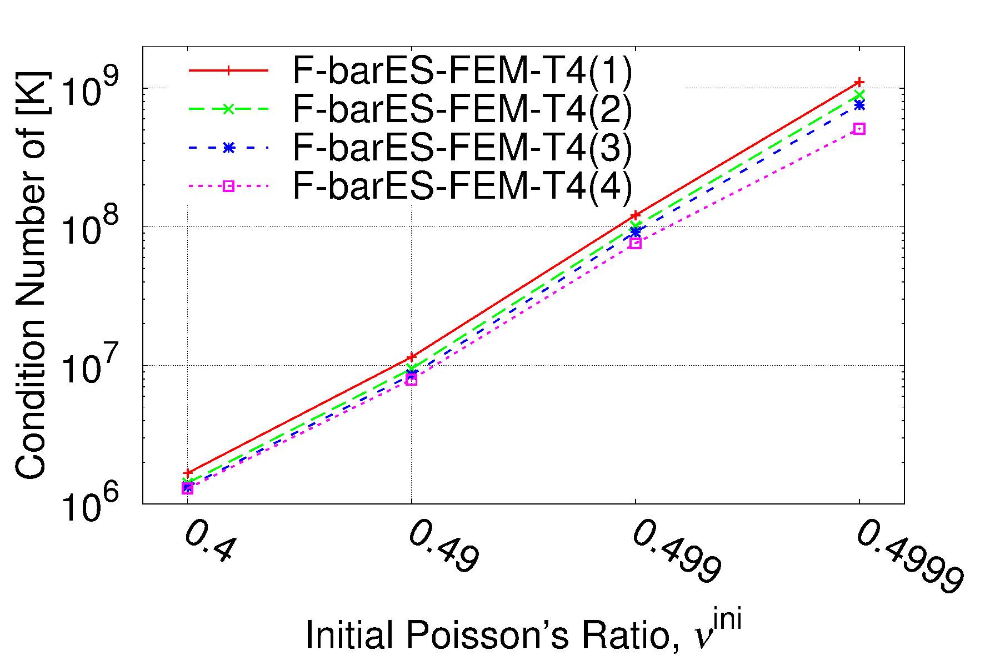 Condition Number of [K]
10^9
10^8
10^7
10^6
F-barES-FEM-T4(1)
F-barES-FEM-T4(2)
F-barES-FEM-T4(3)
F-barES-FEM-T4(4)
0.4
0.49
0.499
0.4999
Initial Poisson's Ratio, ν^ini